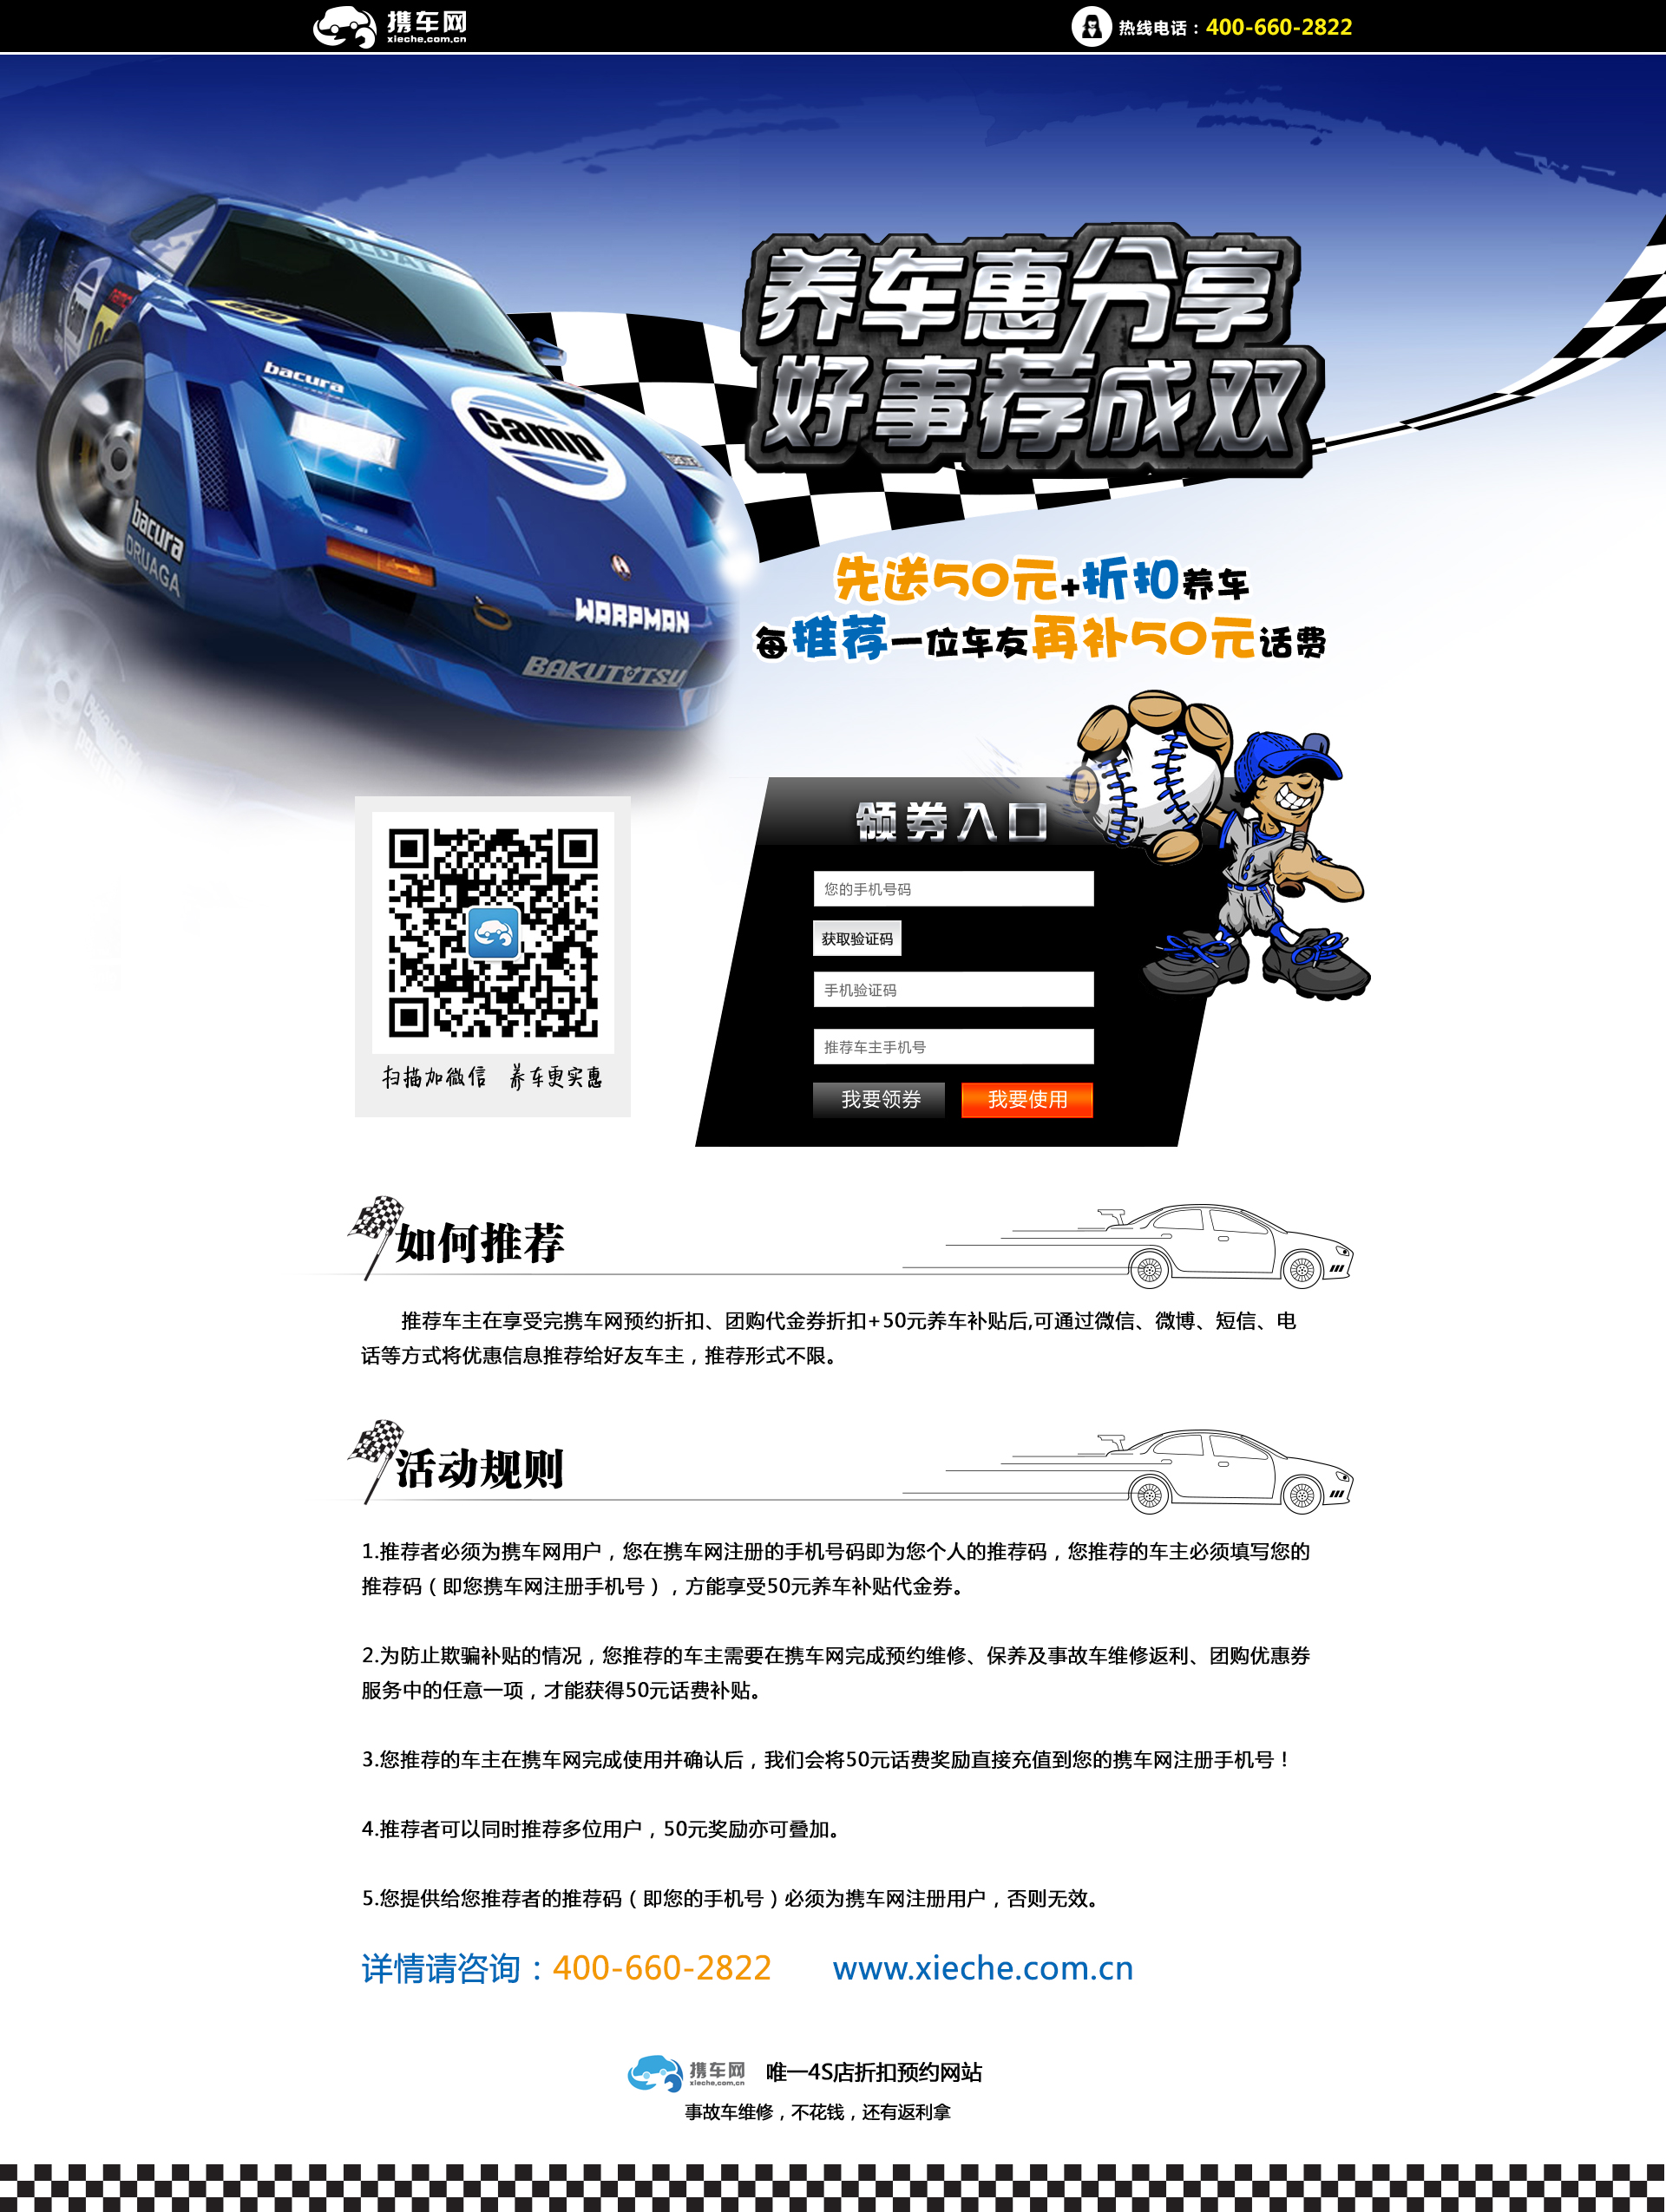 携车网
xieche.com.cn
热线电话：400-660-2822
养车惠分享
好事荐成双
bacura
Gamp
bacura
DRUAGA
WARPMAN
BAKUTOTSU
先送50元+折扣养车
每推荐一位车友再补50元话费
领券入口
您的手机号码
获取验证码
手机验证码
推荐车主手机号
我要领券 我要使用
扫描加微信 养车更实惠
如何推荐
推荐车主在享受完携车网预约折扣、团购代金券折扣+50元养车补贴后,可通过微信、微博、短信、电
话等方式将优惠信息推荐给好友车主，推荐形式不限。
活动规则
1.推荐者必须为携车网用户，您在携车网注册的手机号码即为您个人的推荐码，您推荐的车主必须填写您的
推荐码（即您携车网注册手机号），方能享受50元养车补贴代金券。
2.为防止欺骗补贴的情况，您推荐的车主需要在携车网完成预约维修、保养及事故车维修返利、团购优惠券
服务中的任意一项，才能获得50元话费补贴。
3.您推荐的车主在携车网完成使用并确认后，我们会将50元话费奖励直接充值到您的携车网注册手机号！
4.推荐者可以同时推荐多位用户，50元奖励亦可叠加。
5.您提供给您推荐者的推荐码（即您的手机号）必须为携车网注册用户，否则无效。
详情请咨询：400-660-2822 www.xieche.com.cn
携车网
xieche.com.cn
唯一4S店折扣预约网站
事故车维修，不花钱，还有返利拿